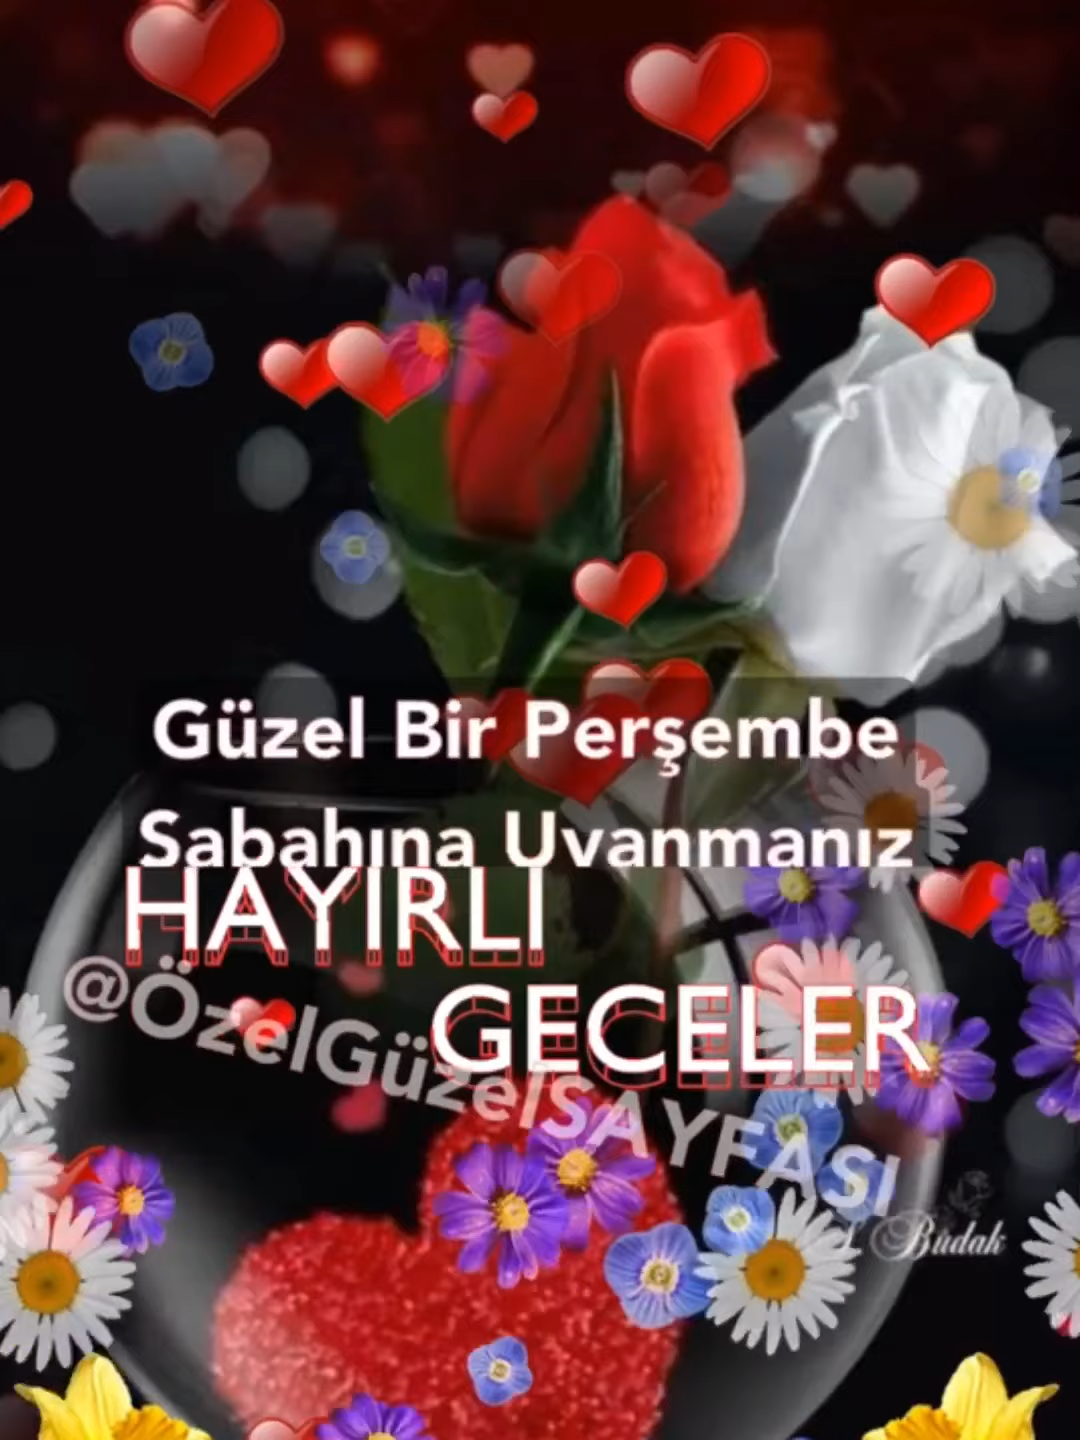 Güzel Bir Perşembe
Sabahına Uyanmanız
HAYIRLI
GECELER
@ÖzelGüzelSAYFASI
Budak